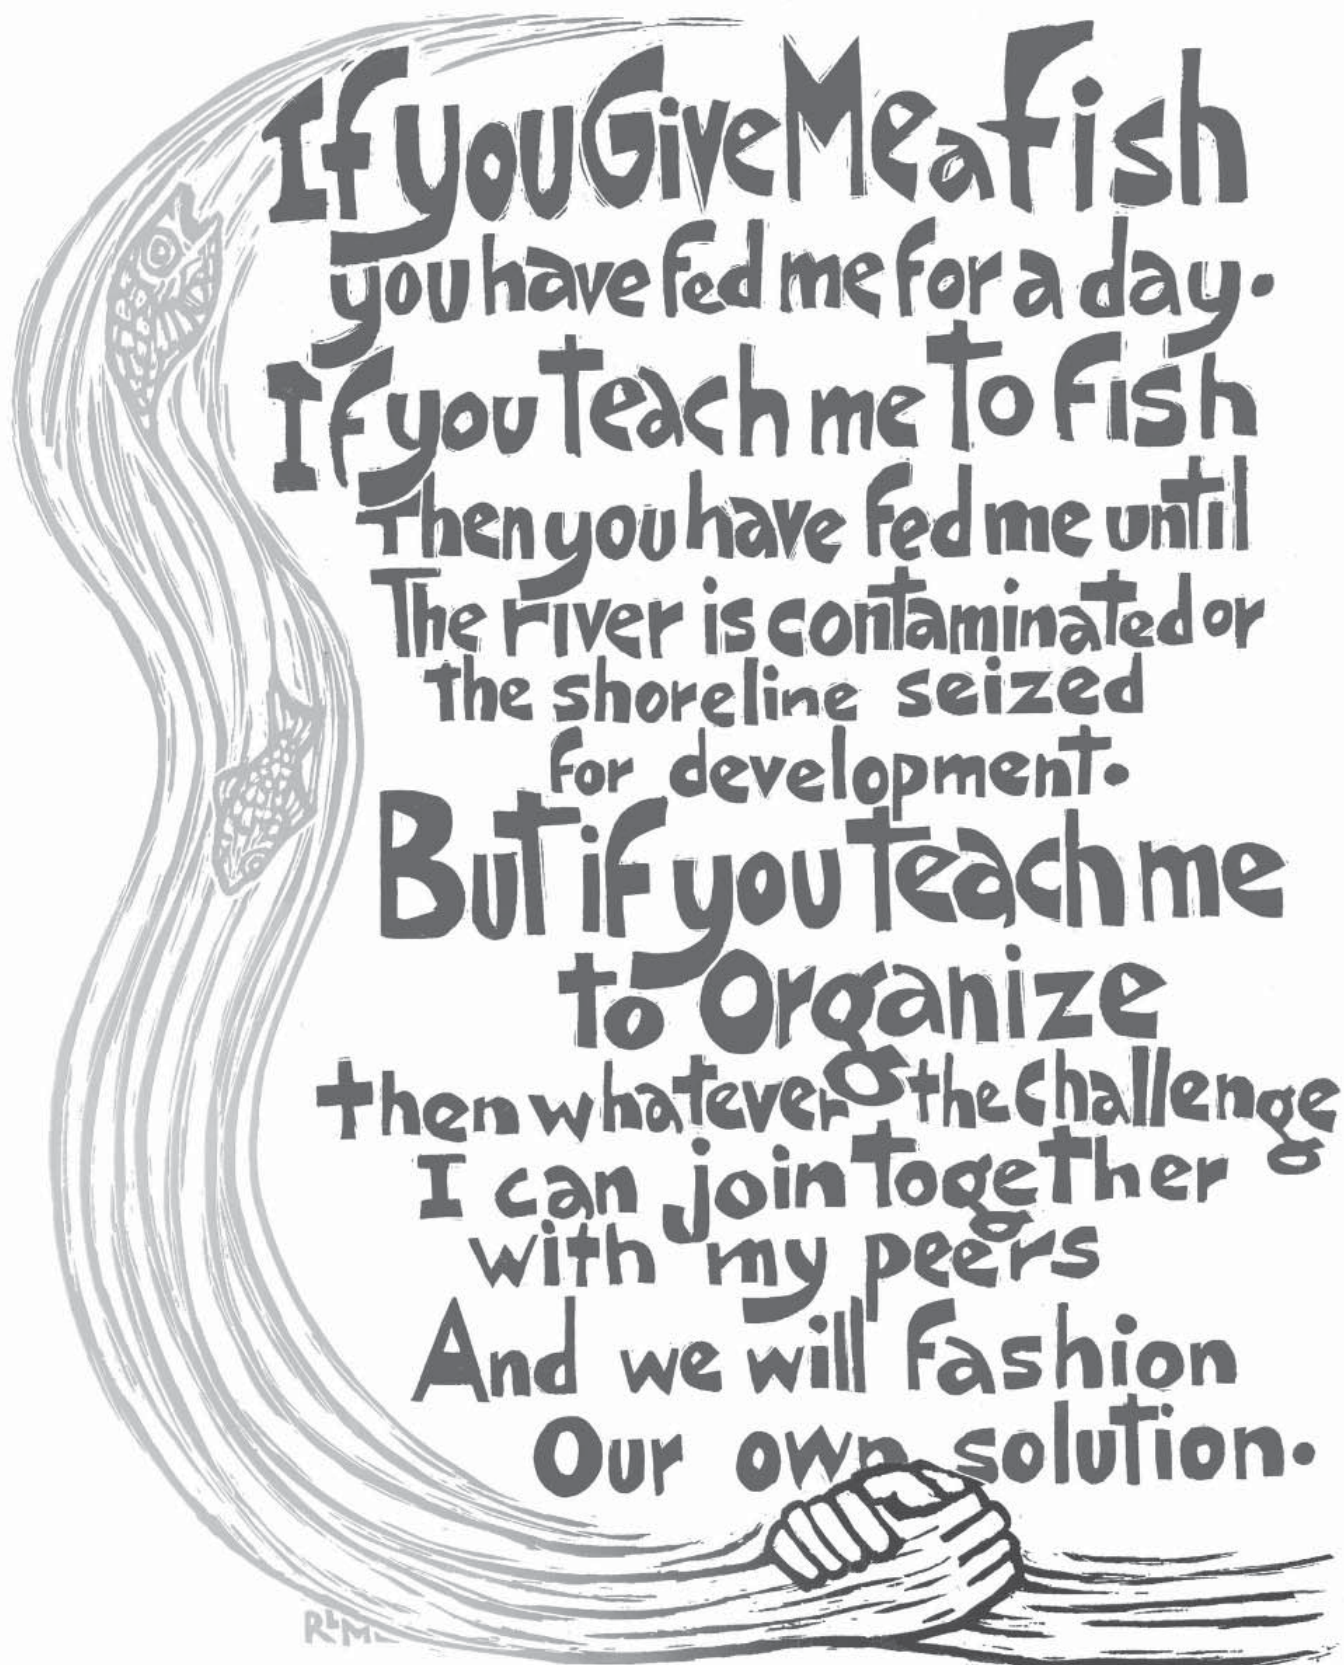 If you Give Me a Fish
you have fed me for a day.
If you Teach me To Fish
Then you have fed me until
The river is contaminated or
the shoreline seized
for development.
But if you Teach me
to Organize
then whatever the Challenge
I can join Together
with my peers
And we will Fashion
Our own solution.
RLM